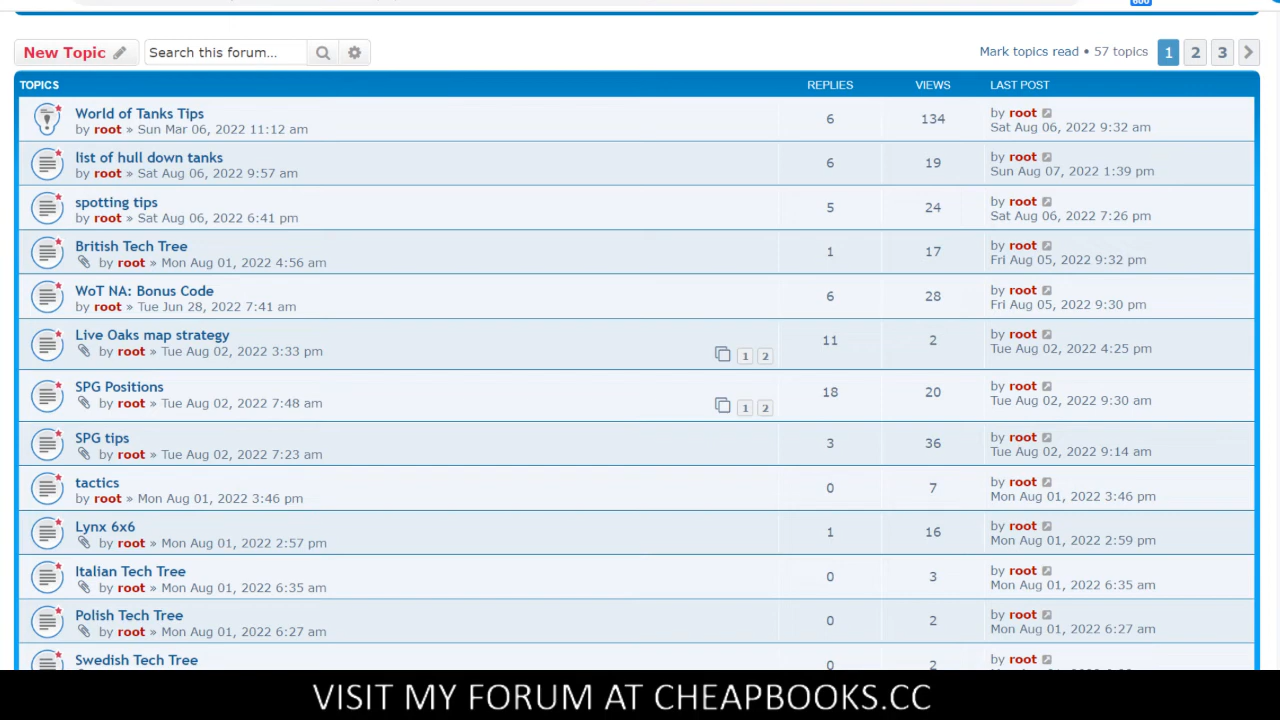 New Topic
Search this forum...
Mark topics read • 57 topics
1
2
3
TOPICS
REPLIES
VIEWS
LAST POST
World of Tanks Tips
by root » Sun Mar 06, 2022 11:12 am
6
134
by root
Sat Aug 06, 2022 9:32 am
list of hull down tanks
by root » Sat Aug 06, 2022 9:57 am
6
19
by root
Sun Aug 07, 2022 1:39 pm
spotting tips
by root » Sat Aug 06, 2022 6:41 pm
5
24
by root
Sat Aug 06, 2022 7:26 pm
British Tech Tree
by root » Mon Aug 01, 2022 4:56 am
1
17
by root
Fri Aug 05, 2022 9:32 pm
WoT NA: Bonus Code
by root » Tue Jun 28, 2022 7:41 am
6
28
by root
Fri Aug 05, 2022 9:30 pm
Live Oaks map strategy
by root » Tue Aug 02, 2022 3:33 pm
1
2
11
2
by root
Tue Aug 02, 2022 4:25 pm
SPG Positions
by root » Tue Aug 02, 2022 7:48 am
1
2
18
20
by root
Tue Aug 02, 2022 9:30 am
SPG tips
by root » Tue Aug 02, 2022 7:23 am
3
36
by root
Tue Aug 02, 2022 9:14 am
tactics
by root » Mon Aug 01, 2022 3:46 pm
0
7
by root
Mon Aug 01, 2022 3:46 pm
Lynx 6x6
by root » Mon Aug 01, 2022 2:57 pm
1
16
by root
Mon Aug 01, 2022 2:59 pm
Italian Tech Tree
by root » Mon Aug 01, 2022 6:35 am
0
3
by root
Mon Aug 01, 2022 6:35 am
Polish Tech Tree
by root » Mon Aug 01, 2022 6:27 am
0
2
by root
Mon Aug 01, 2022 6:27 am
Swedish Tech Tree
0
2
by root
VISIT MY FORUM AT CHEAPBOOKS.CC